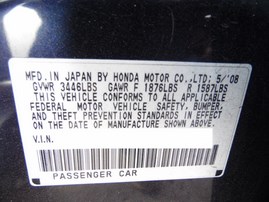 MFD. IN JAPAN BY HONDA MOTOR CO.,LTD: 5/'08
GVWR 3446LBS GAWR F 1876LBS R 1587LBS
THIS VEHICLE CONFORMS TO ALL APPLICABLE
FEDERAL MOTOR VEHICLE SAFETY, BUMPER,
AND THEFT PREVENTION STANDARDS IN EFFECT
ON THE DATE OF MANUFACTURE SHOWN ABOVE.
V.I.N.
PASSENGER CAR